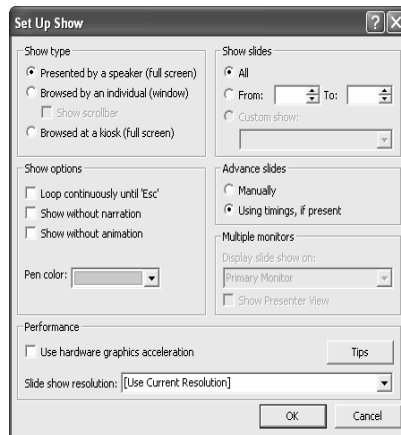 Set Up Show
Show type
Presented by a speaker (full screen)
Browsed by an individual (window)
Show scrollbar
Browsed at a kiosk (full screen)
Show slides
All
From: To:
Custom show:
Show options
Loop continuously until 'Esc'
Show without narration
Show without animation
Pen color:
Advance slides
Manually
Using timings, if present
Multiple monitors
Display slide show on:
Primary Monitor
Show Presenter View
Performance
Use hardware graphics acceleration
Tips
Slide show resolution: [Use Current Resolution]
OK Cancel